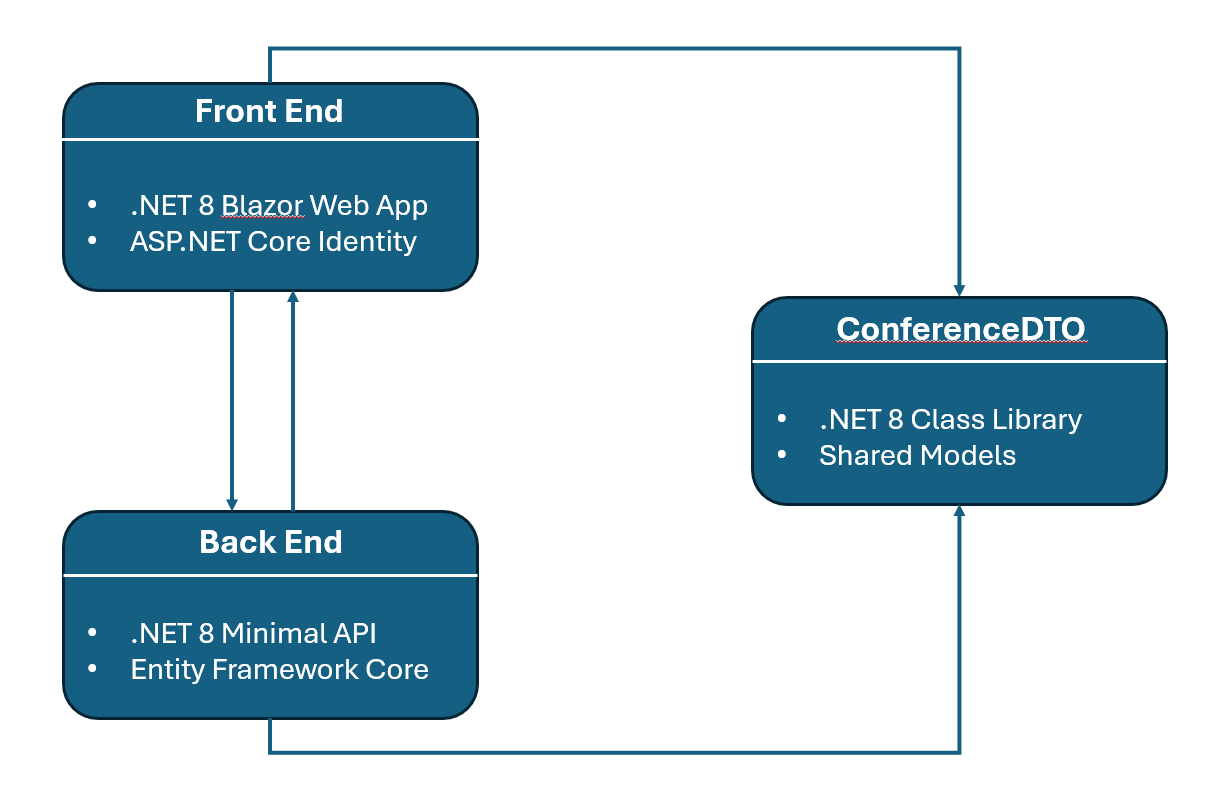 Front End
• .NET 8 Blazor Web App
• ASP.NET Core Identity
ConferenceDTO
• .NET 8 Class Library
• Shared Models
Back End
• .NET 8 Minimal API
• Entity Framework Core